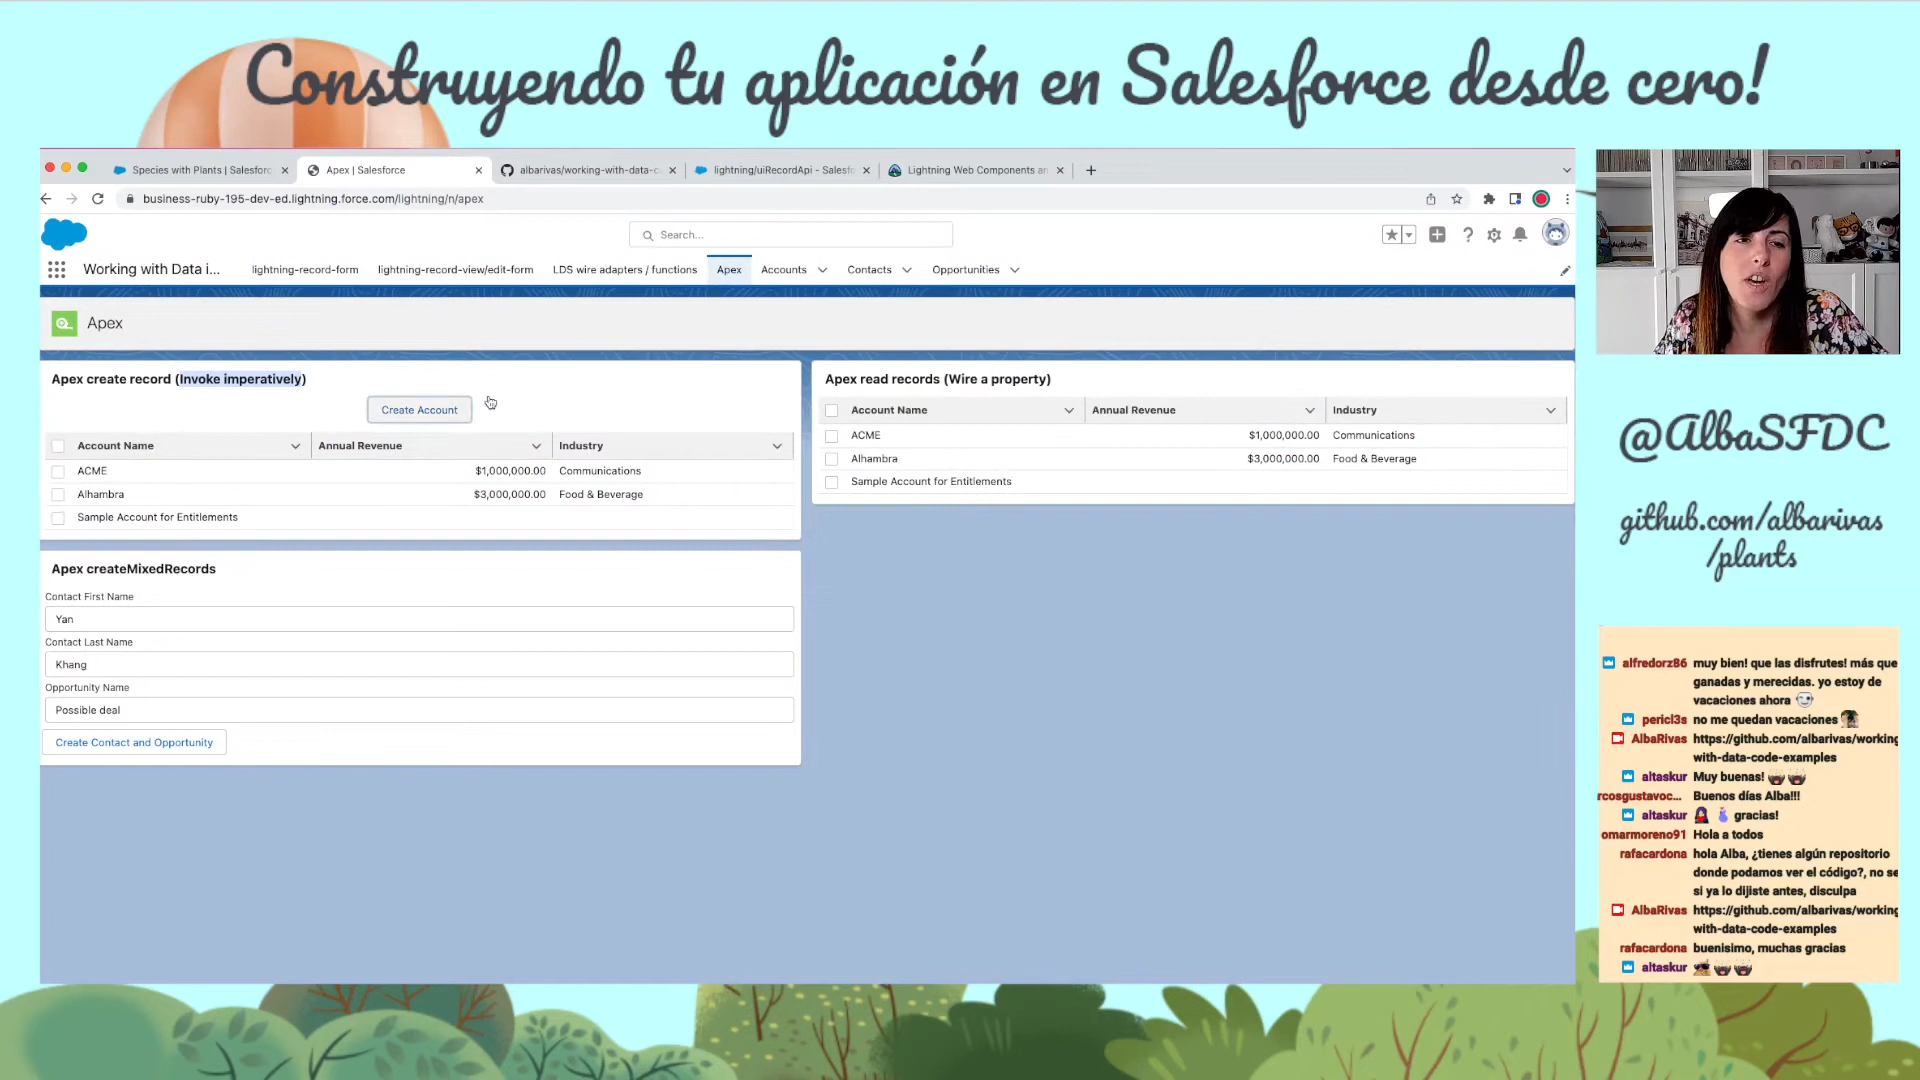 Construyendo tu aplicación en Salesforce desde cero!
Species with Plants | Salesforc
Apex | Salesforce
albarivas/working-with-data-c
lightning/uiRecordApi - Salesfo
Lightning Web Components an
business-ruby-195-dev-ed.lightning.force.com/lightning/n/apex
Search...
Working with Data i...
lightning-record-form
lightning-record-view/edit-form
LDS wire adapters / functions
Apex
Accounts
Contacts
Opportunities
Apex
Apex create record (Invoke imperatively)
Create Account
Account Name Annual Revenue Industry
ACME $1,000,000.00 Communications
Alhambra $3,000,000.00 Food & Beverage
Sample Account for Entitlements
Apex createMixedRecords
Contact First Name
Yan
Contact Last Name
Khang
Opportunity Name
Possible deal
Create Contact and Opportunity
Apex read records (Wire a property)
Account Name Annual Revenue Industry
ACME $1,000,000.00 Communications
Alhambra $3,000,000.00 Food & Beverage
Sample Account for Entitlements
@AlbaSFDC
github.com/albarivas
/plants
alfredorz86 muy bien! que las disfrutes! más que
ganadas y merecidas. yo estoy de
vacaciones ahora
pericl3s no me quedan vacaciones
AlbaRivas https://github.com/albarivas/working
with-data-code-examples
altaskur Muy buenas!
rcosgustavoc... Buenos días Alba!!!
altaskur gracias!
omarmoreno91 Hola a todos
rafacardona hola Alba, ¿tienes algún repositorio
donde podamos ver el código?, no se
si ya lo dijiste antes, disculpa
AlbaRivas https://github.com/albarivas/working
with-data-code-examples
rafacardona buenisimo, muchas gracias
altaskur